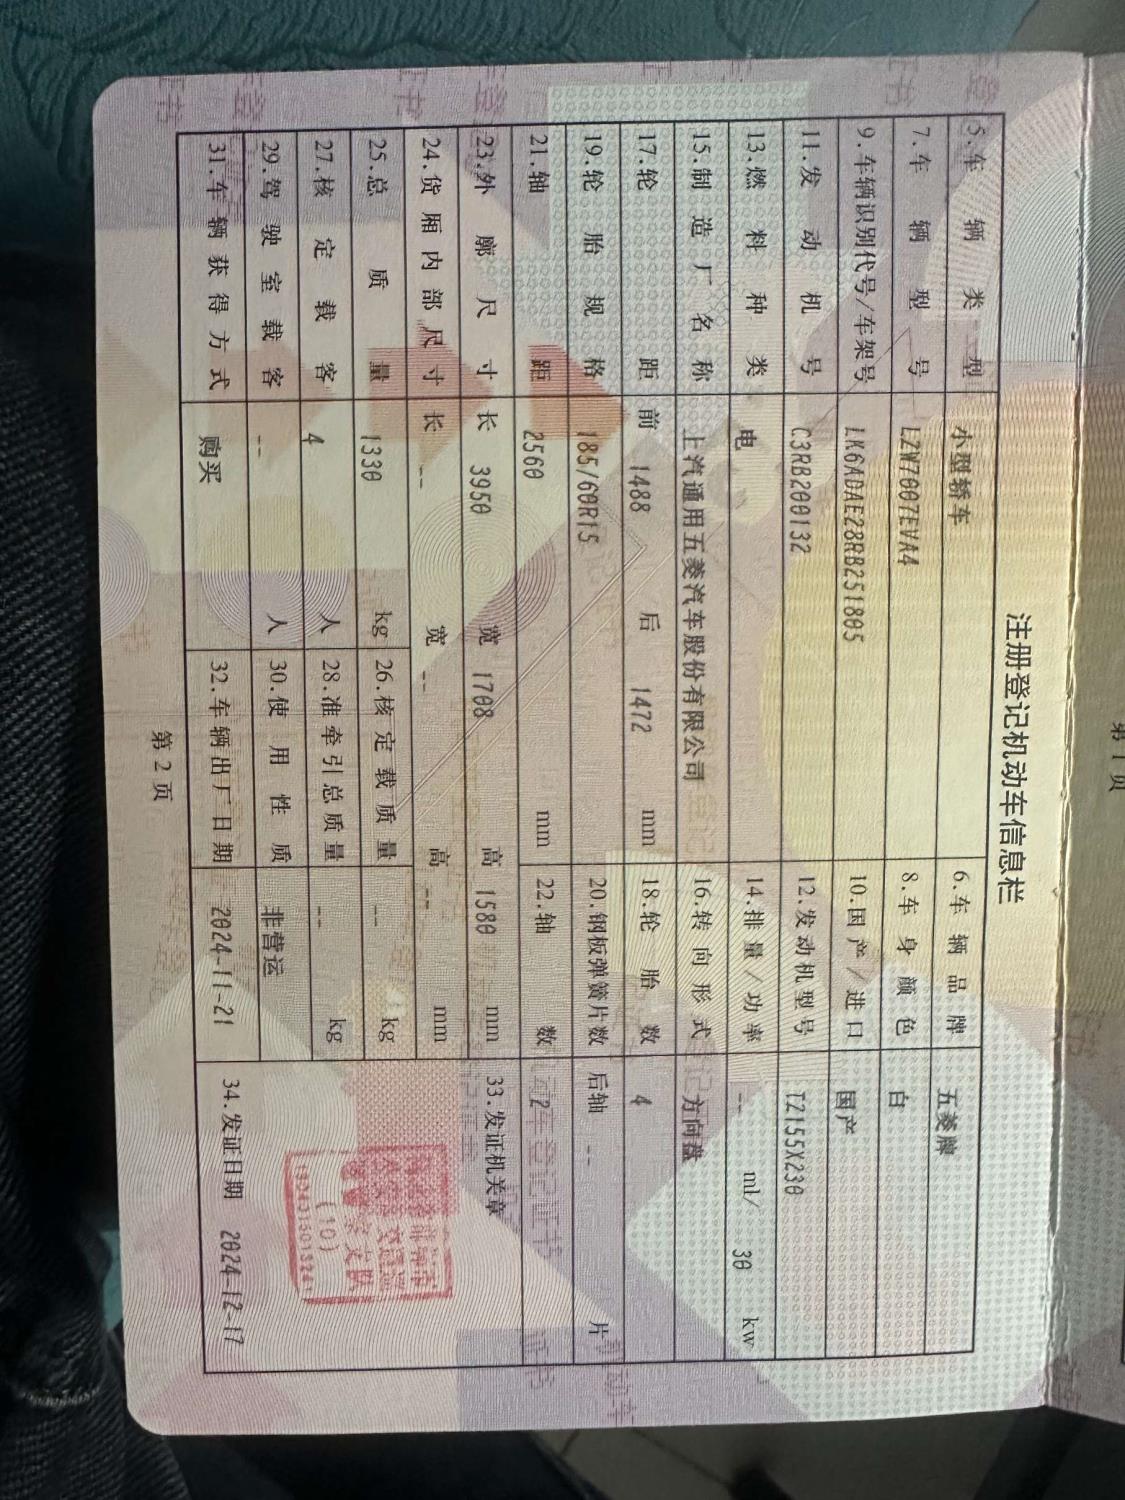 注册登记机动车信息栏
5.车辆类型 小型轿车 6.车辆品牌 五菱牌
7.车辆型号 LZW7007EVA4 8.车身颜色 白
9.车辆识别代号/车架号 LK6ADAE28RB251805 10.国产/进口 国产
11.发动机号 C3RB200132 12.发动机型号 TZ155X230
13.燃料种类 电 14.排量/功率 -- ml/ 30 kw
15.制造厂名称 上汽通用五菱汽车股份有限公司 16.转向形式 方向盘
17.轮距 前 1488 后 1472 mm 18.轮胎数 4
19.轮胎规格 185/60R15 20.钢板弹簧片数 后轴 -- 片
21.轴距 2560 mm 22.轴数 2
23.外廓尺寸 长 3950 宽 1708 高 1580 mm 33.发证机关章
24.货厢内部尺寸 长 -- 宽 -- 高 -- mm
25.总质量 1330 kg 26.核定载质量 -- kg
27.核定载客 4 人 28.准牵引总质量 -- kg
29.驾驶室载客 -- 人 30.使用性质 非营运
(10)
31.车辆获得方式 购买 32.车辆出厂日期 2024-11-21 34.发证日期 2024-12-17
第2页
第1页